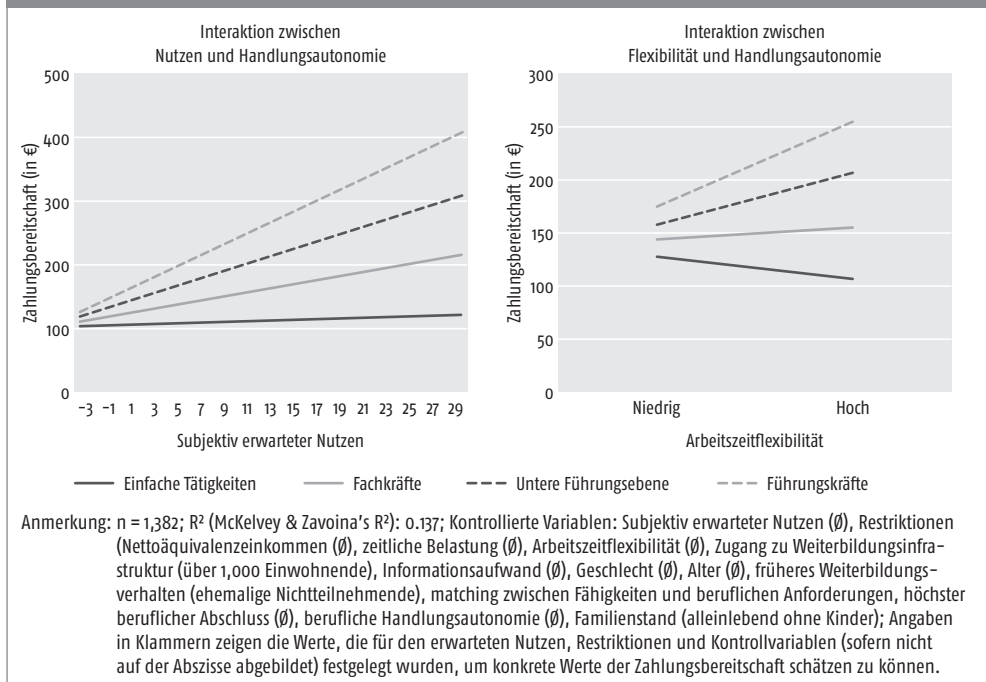 Interaktion zwischen
Nutzen und Handlungsautonomie
Zahlungsbereitschaft (in €)
500
400
300
200
100
0
-3 -1 1 3 5 7 9 11 13 15 17 19 21 23 25 27 29
Subjektiv erwarteter Nutzen
Interaktion zwischen
Flexibilität und Handlungsautonomie
Zahlungsbereitschaft (in €)
300
250
200
150
100
50
0
Niedrig Hoch
Arbeitszeitflexibilität
Einfache Tätigkeiten Fachkräfte Untere Führungsebene Führungskräfte
Anmerkung: n = 1,382; R² (McKelvey & Zavoina's R²): 0.137; Kontrollierte Variablen: Subjektiv erwarteter Nutzen (Ø), Restriktionen
(Nettoäquivalenzeinkommen (Ø), zeitliche Belastung (Ø), Arbeitszeitflexibilität (Ø), Zugang zu Weiterbildungsinfra-
struktur (über 1,000 Einwohnende), Informationsaufwand (Ø), Geschlecht (Ø), Alter (Ø), früheres Weiterbildungs-
verhalten (ehemalige Nichtteilnehmende), matching zwischen Fähigkeiten und beruflichen Anforderungen, höchster
beruflicher Abschluss (Ø), berufliche Handlungsautonomie (Ø), Familienstand (alleinlebend ohne Kinder); Angaben
in Klammern zeigen die Werte, die für den erwarteten Nutzen, Restriktionen und Kontrollvariablen (sofern nicht
auf der Abszisse abgebildet) festgelegt wurden, um konkrete Werte der Zahlungsbereitschaft schätzen zu können.